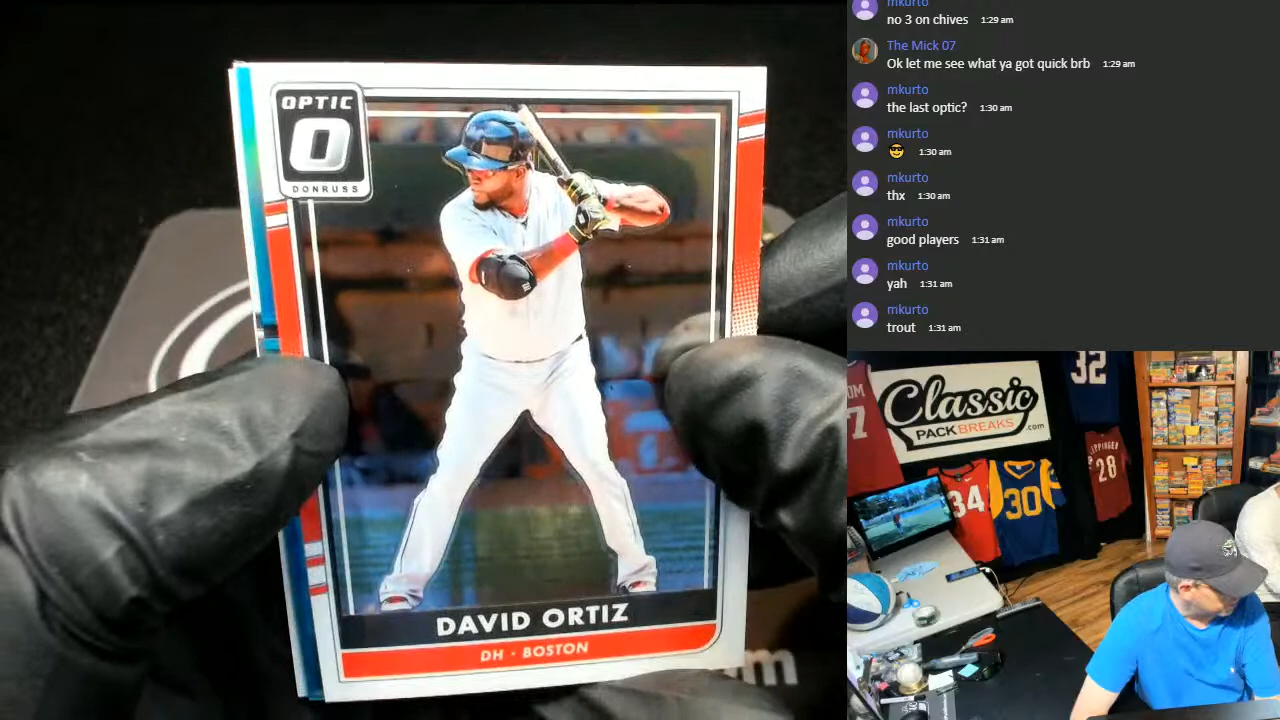 OPTIC
DONRUSS
DAVID ORTIZ
DH · BOSTON
mkurto
no 3 on chives 1:29 am
The Mick 07
Ok let me see what ya got quick brb 1:29 am
mkurto
the last optic? 1:30 am
mkurto
😎 1:30 am
mkurto
thx 1:30 am
mkurto
good players 1:31 am
mkurto
yah 1:31 am
mkurto
trout 1:31 am
Classic
PACK BREAKS .com
32
7
34
30
28